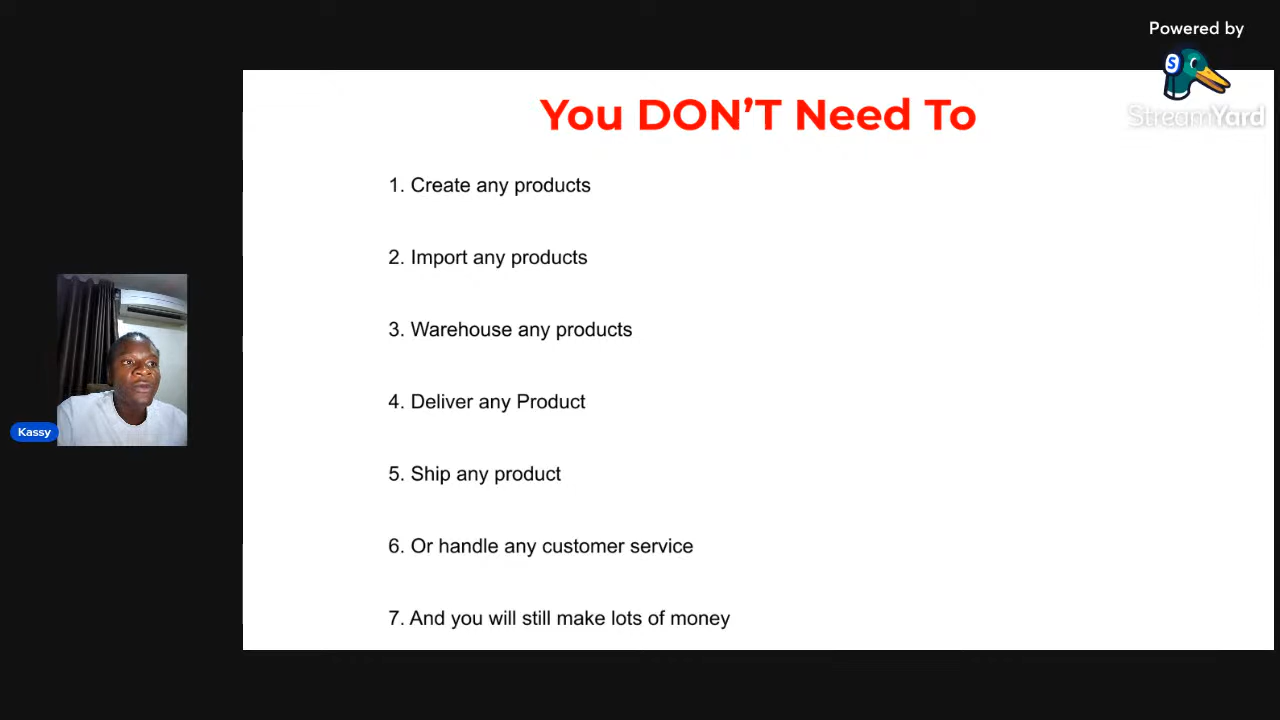 Powered by
StreamYard
You DON'T Need To
1. Create any products
2. Import any products
3. Warehouse any products
4. Deliver any Product
5. Ship any product
6. Or handle any customer service
7. And you will still make lots of money
Kassy